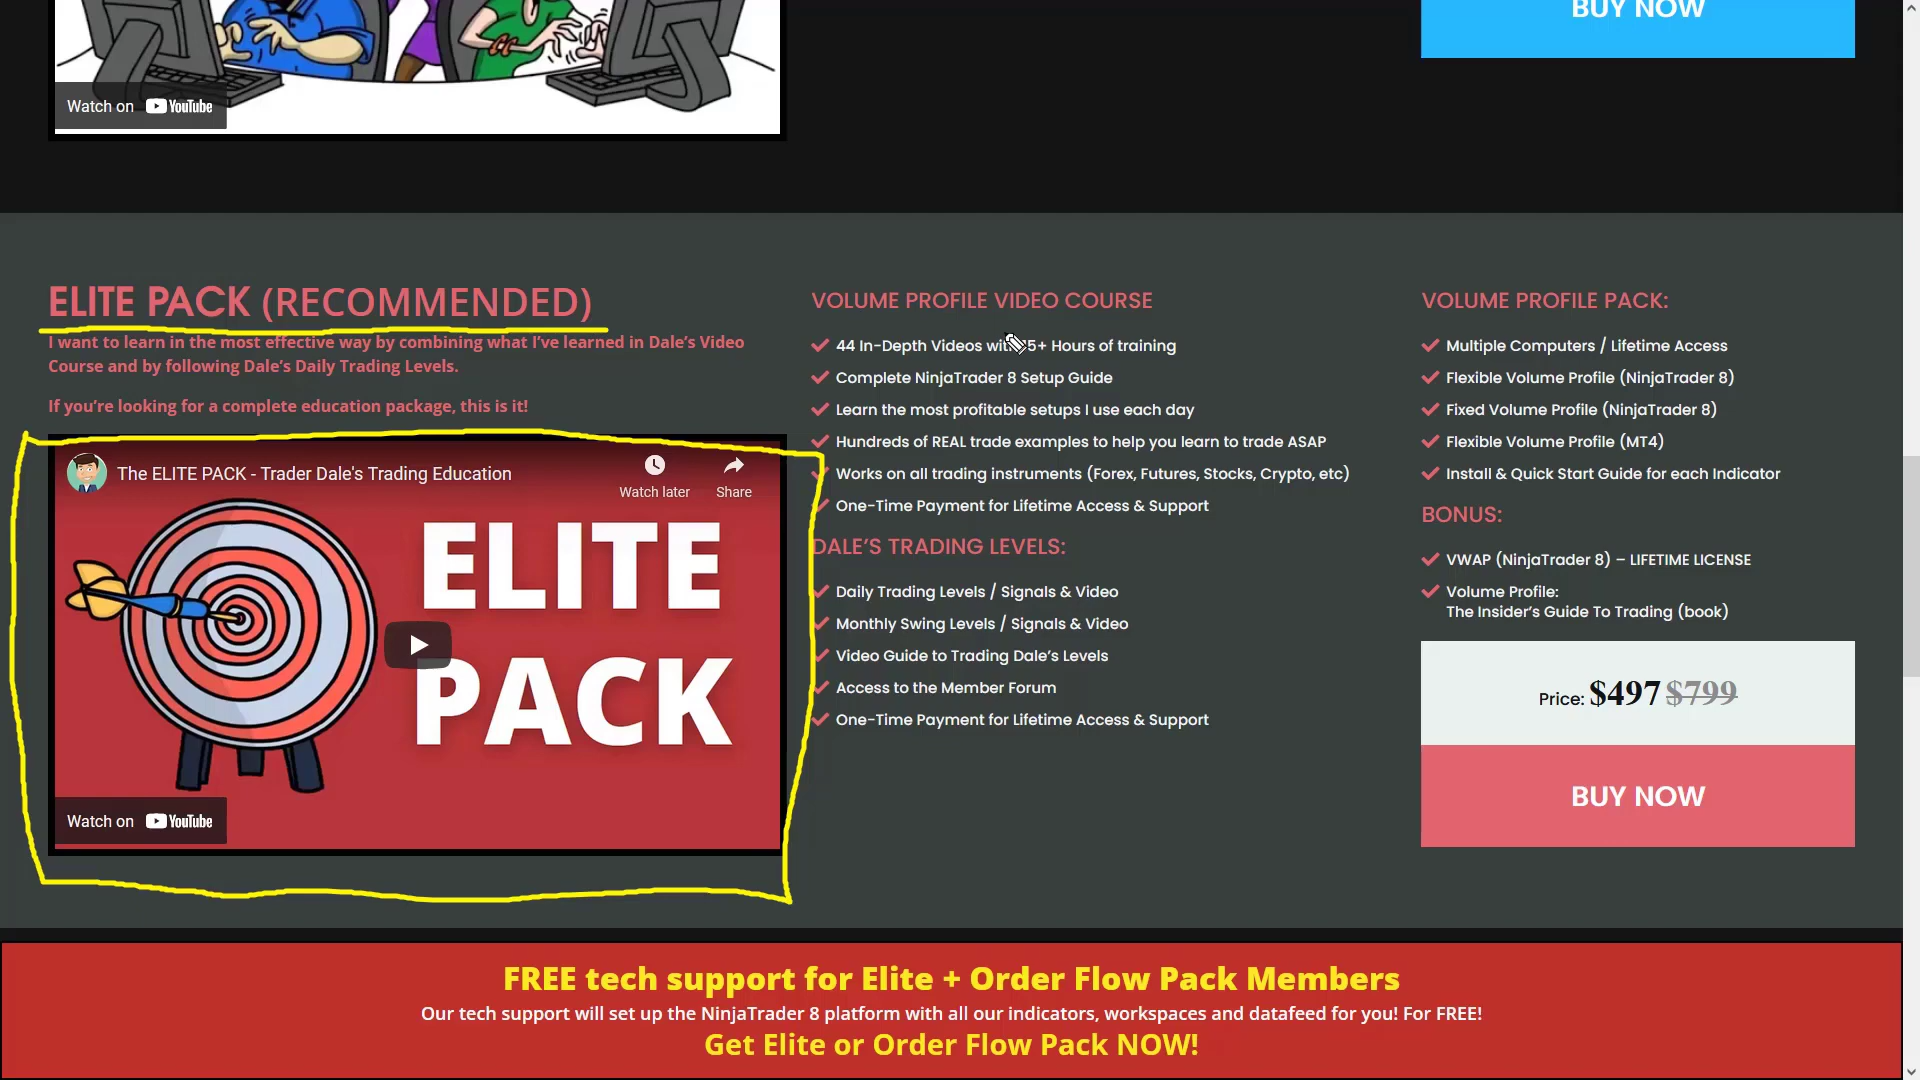 BUY NOW
Watch on YouTube
ELITE PACK (RECOMMENDED)
I want to learn in the most effective way by combining what I've learned in Dale's Video
Course and by following Dale's Daily Trading Levels.
If you're looking for a complete education package, this is it!
The ELITE PACK - Trader Dale's Trading Education
Watch later
Share
ELITE
PACK
Watch on YouTube
VOLUME PROFILE VIDEO COURSE
44 In-Depth Videos 5+ Hours of training
Complete NinjaTrader 8 Setup Guide
Learn the most profitable setups I use each day
Hundreds of REAL trade examples to help you learn to trade ASAP
Works on all trading instruments (Forex, Futures, Stocks, Crypto, etc)
One-Time Payment for Lifetime Access & Support
DALE'S TRADING LEVELS:
Daily Trading Levels / Signals & Video
Monthly Swing Levels / Signals & Video
Video Guide to Trading Dale's Levels
Access to the Member Forum
One-Time Payment for Lifetime Access & Support
VOLUME PROFILE PACK:
Multiple Computers / Lifetime Access
Flexible Volume Profile (NinjaTrader 8)
Fixed Volume Profile (NinjaTrader 8)
Flexible Volume Profile (MT4)
Install & Quick Start Guide for each Indicator
BONUS:
VWAP (NinjaTrader 8) – LIFETIME LICENSE
Volume Profile:
The Insider's Guide To Trading (book)
Price: $497 $799
BUY NOW
FREE tech support for Elite + Order Flow Pack Members
Our tech support will set up the NinjaTrader 8 platform with all our indicators, workspaces and datafeed for you! For FREE!
Get Elite or Order Flow Pack NOW!